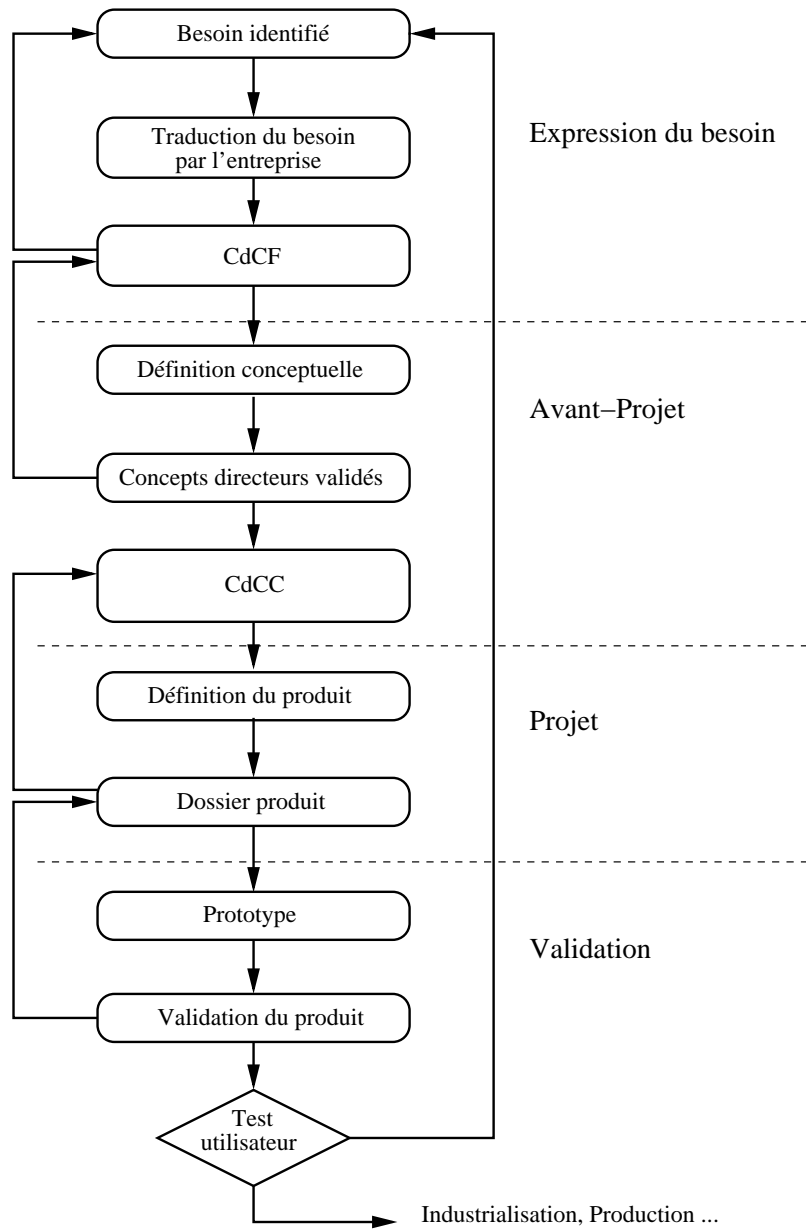 Besoin identifié
Traduction du besoin
par l’entreprise
Expression du besoin
CdCF
Définition conceptuelle
Avant–Projet
Concepts directeurs validés
CdCC
Définition du produit
Projet
Dossier produit
Prototype
Validation
Validation du produit
Test
utilisateur
Industrialisation, Production ...